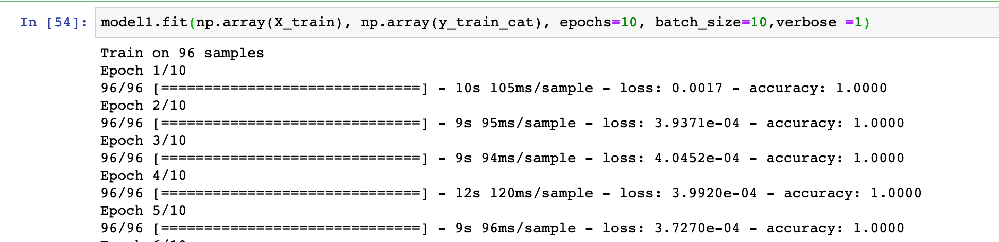 In [54]: model1.fit(np.array(X_train), np.array(y_train_cat), epochs=10, batch_size=10,verbose =1)
Train on 96 samples
Epoch 1/10
96/96 [==============================] - 10s 105ms/sample - loss: 0.0017 - accuracy: 1.0000
Epoch 2/10
96/96 [==============================] - 9s 95ms/sample - loss: 3.9371e-04 - accuracy: 1.0000
Epoch 3/10
96/96 [==============================] - 9s 94ms/sample - loss: 4.0452e-04 - accuracy: 1.0000
Epoch 4/10
96/96 [==============================] - 12s 120ms/sample - loss: 3.9920e-04 - accuracy: 1.0000
Epoch 5/10
96/96 [==============================] - 9s 96ms/sample - loss: 3.7270e-04 - accuracy: 1.0000